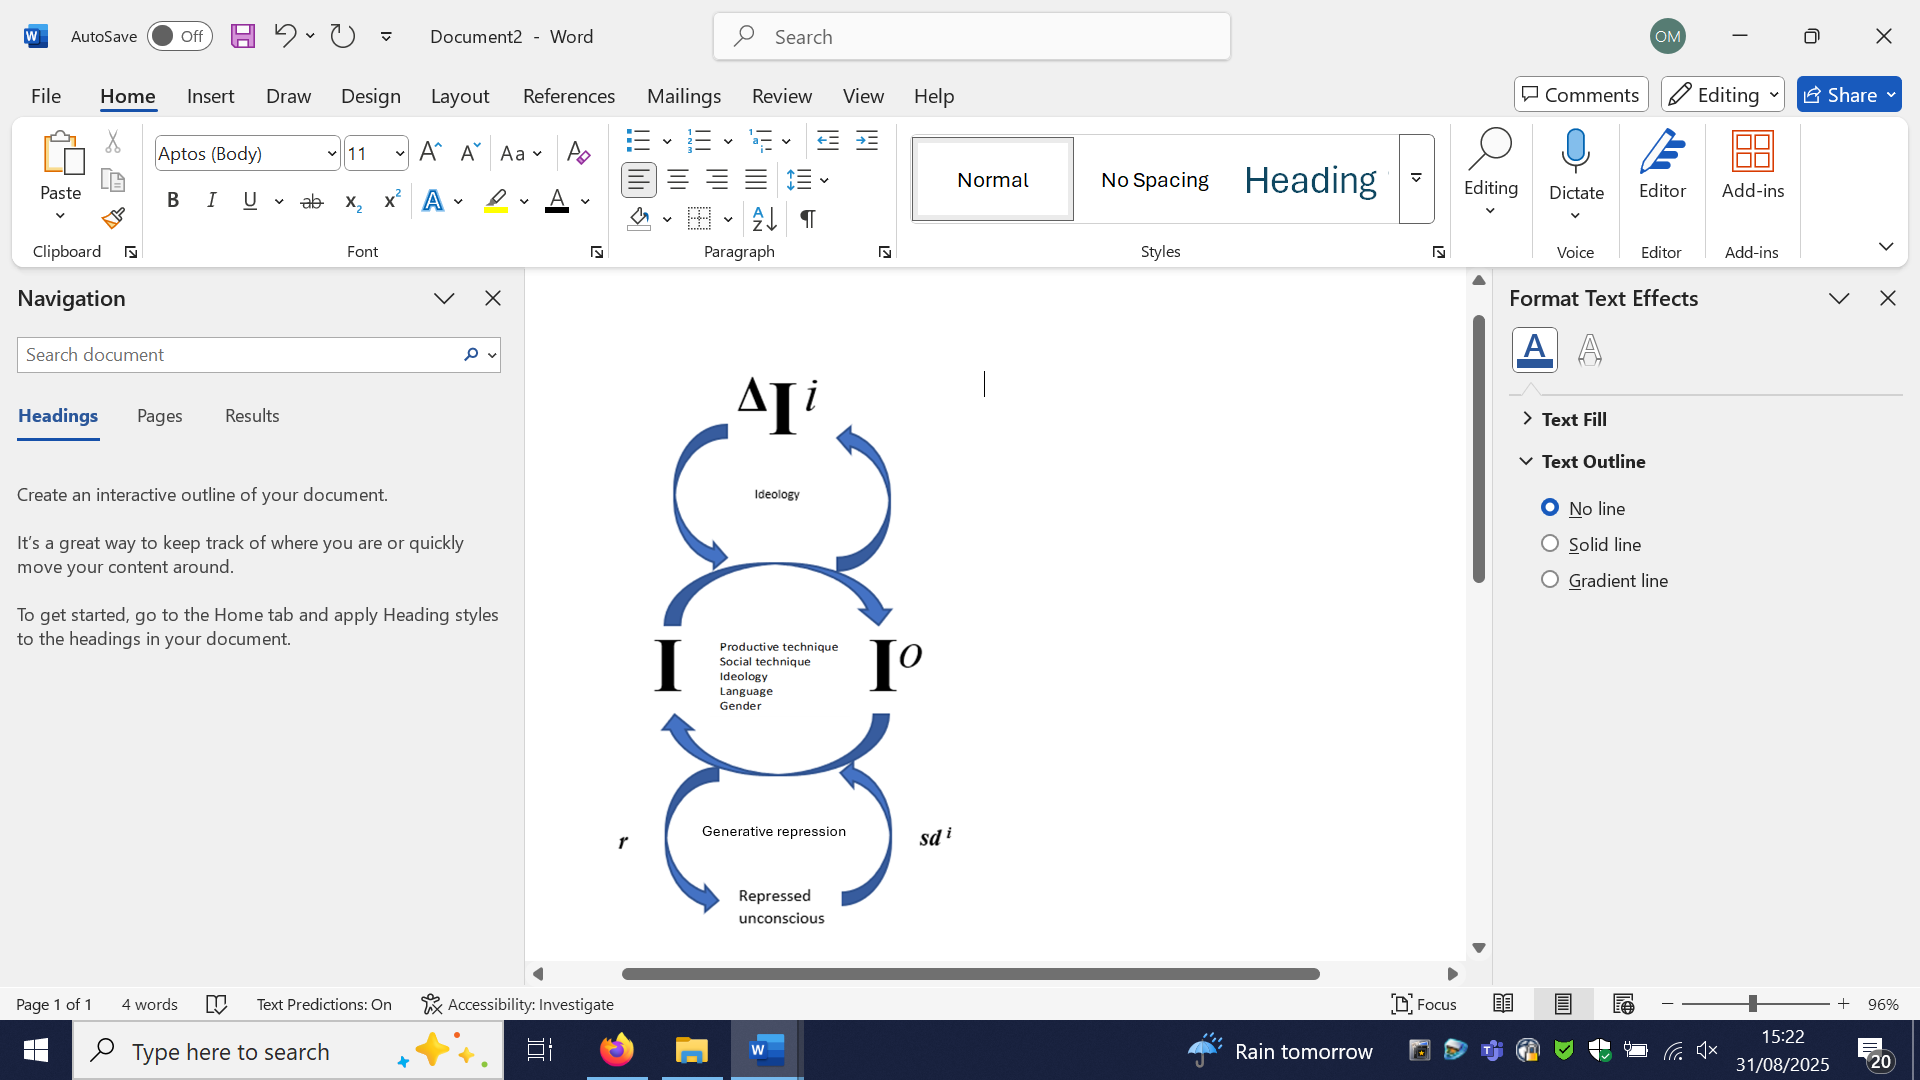 AutoSave Off Document2 - Word Search OM
File Home Insert Draw Design Layout References Mailings Review View Help Comments Editing Share
Paste
Clipboard
Aptos (Body) 11 Aa
B I U ab x2 x2 A A
Font
Paragraph
Normal No Spacing Heading
Styles
Editing
Dictate
Voice
Editor
Editor
Add-ins
Add-ins
Navigation
Search document
Headings Pages Results
Create an interactive outline of your document.
It's a great way to keep track of where you are or quickly
move your content around.
To get started, go to the Home tab and apply Heading styles
to the headings in your document.
ΔI i
Ideology
I
Productive technique
Social technique
Ideology
Language
Gender
I O
r
Generative repression
sd i
Repressed
unconscious
Format Text Effects
A A
Text Fill
Text Outline
No line
Solid line
Gradient line
Page 1 of 1 4 words Text Predictions: On Accessibility: Investigate Focus 96%
Type here to search
Rain tomorrow
15:22
31/08/2025
20